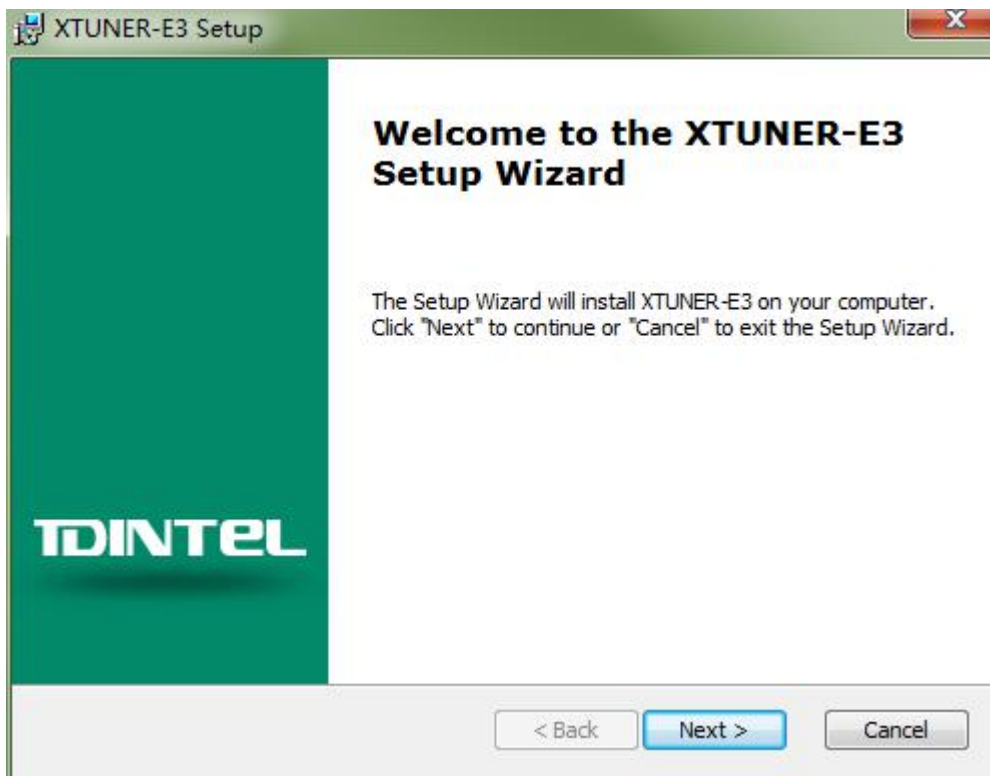 XTUNER-E3 Setup
X
Welcome to the XTUNER-E3
Setup Wizard
The Setup Wizard will install XTUNER-E3 on your computer.
Click "Next" to continue or "Cancel" to exit the Setup Wizard.
TDINTEL
< Back
Next >
Cancel